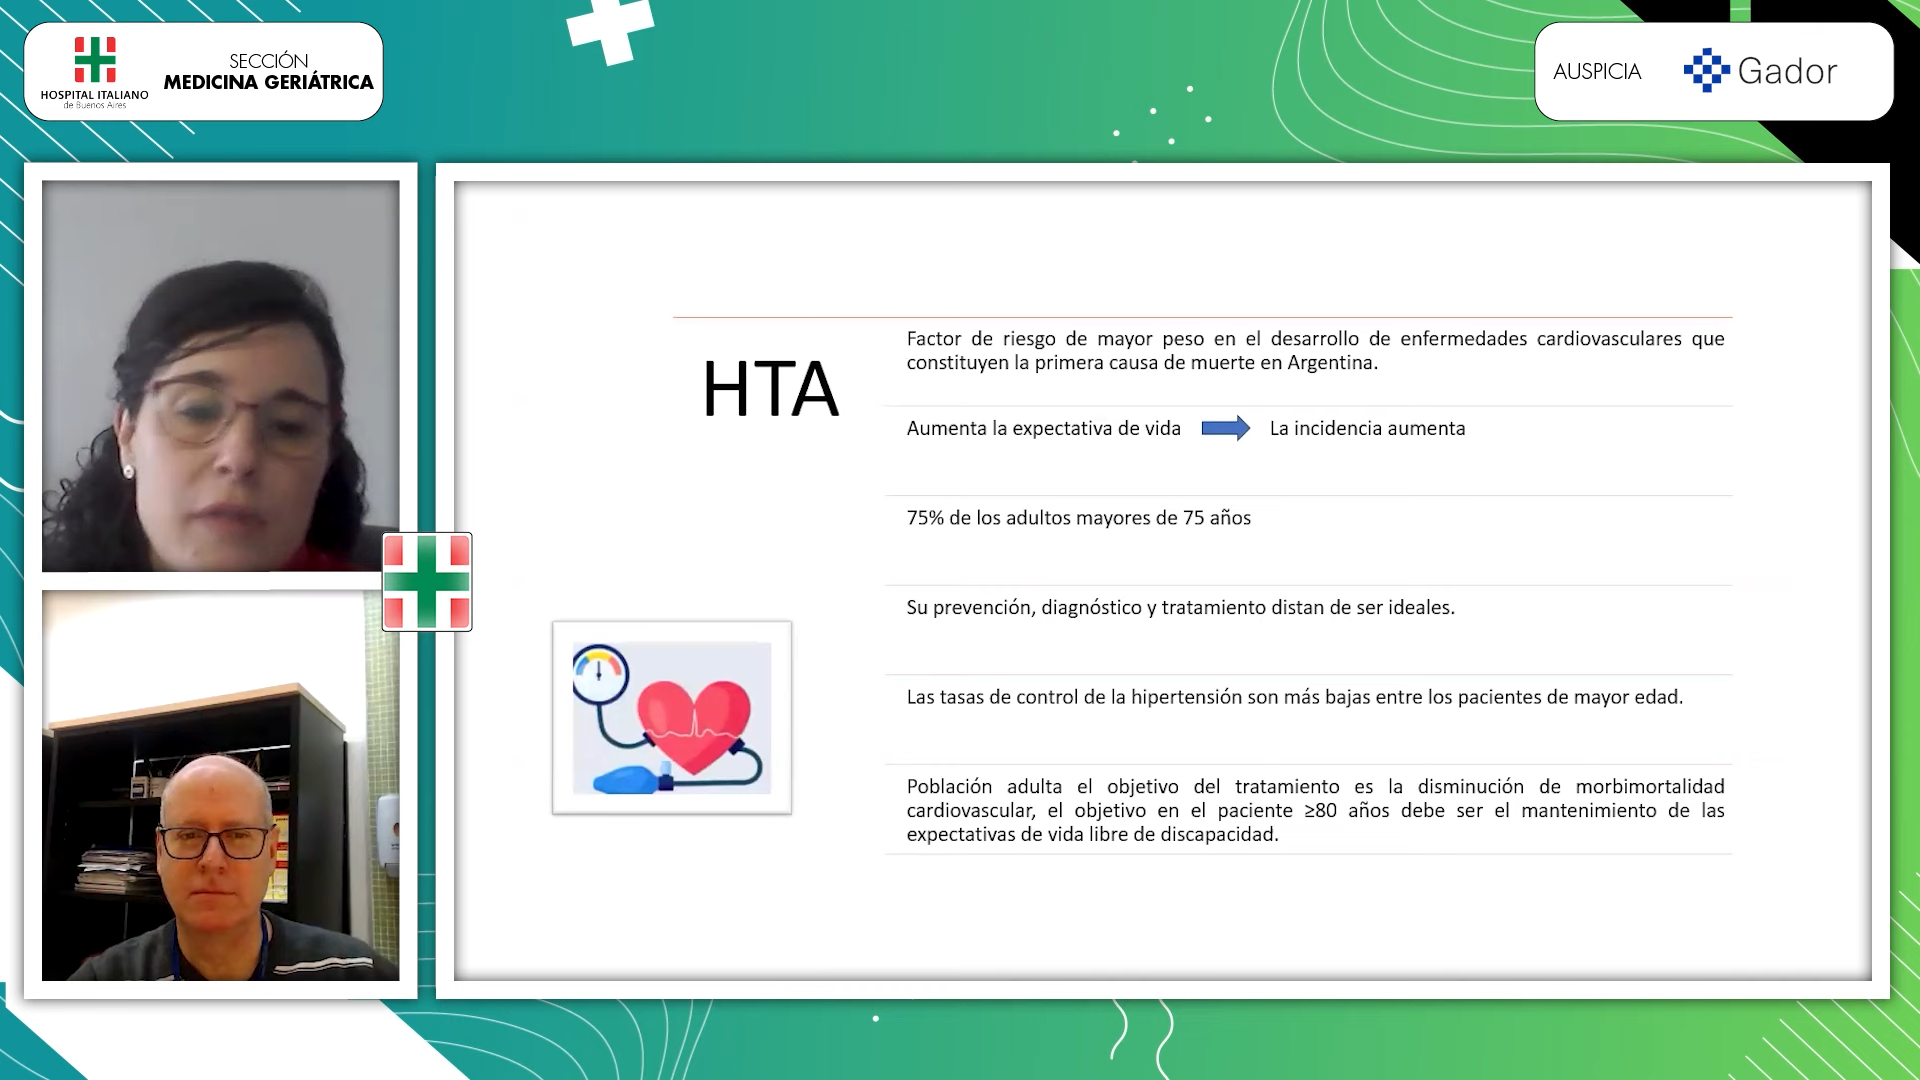 HOSPITAL ITALIANO
de Buenos Aires
SECCIÓN
MEDICINA GERIÁTRICA
AUSPICIA
Gador
HTA
Factor de riesgo de mayor peso en el desarrollo de enfermedades cardiovasculares que
constituyen la primera causa de muerte en Argentina.
Aumenta la expectativa de vida La incidencia aumenta
75% de los adultos mayores de 75 años
Su prevención, diagnóstico y tratamiento distan de ser ideales.
Las tasas de control de la hipertensión son más bajas entre los pacientes de mayor edad.
Población adulta el objetivo del tratamiento es la disminución de morbimortalidad
cardiovascular, el objetivo en el paciente ≥80 años debe ser el mantenimiento de las
expectativas de vida libre de discapacidad.